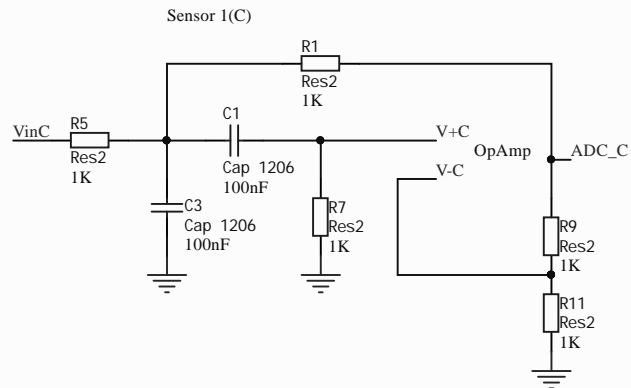 Sensor 1(C)
R1
Res2
1K
VinC
R5
Res2
1K
C1
Cap 1206
100nF
V+C
OpAmp
ADC_C
V-C
C3
Cap 1206
100nF
R7
Res2
1K
R9
Res2
1K
R11
Res2
1K